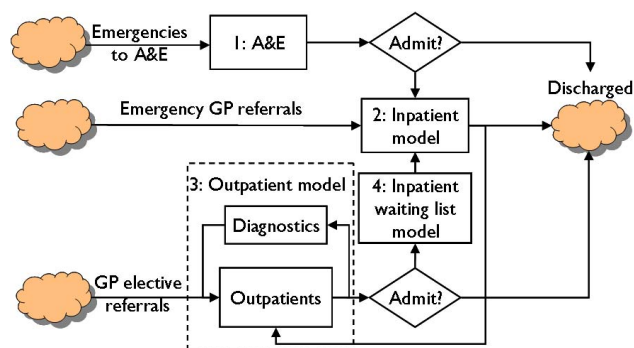 Emergencies
to A&E
1: A&E
Admit?
Discharged
Emergency GP referrals
2: Inpatient
model
3: Outpatient model
4: Inpatient
waiting list
model
Diagnostics
GP elective
referrals
Outpatients
Admit?